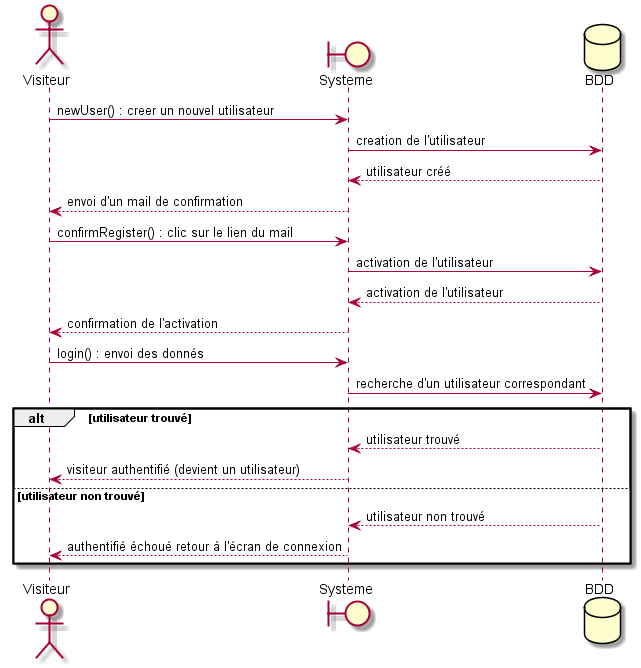 Visiteur
Systeme
BDD
newUser() : creer un nouvel utilisateur
creation de l'utilisateur
utilisateur créé
envoi d'un mail de confirmation
confirmRegister() : clic sur le lien du mail
activation de l'utilisateur
activation de l'utilisateur
confirmation de l'activation
login() : envoi des donnés
recherche d'un utilisateur correspondant
alt [utilisateur trouvé]
utilisateur trouvé
visiteur authentifié (devient un utilisateur)
[utilisateur non trouvé]
utilisateur non trouvé
authentifié échoué retour à l'écran de connexion
Visiteur
Systeme
BDD